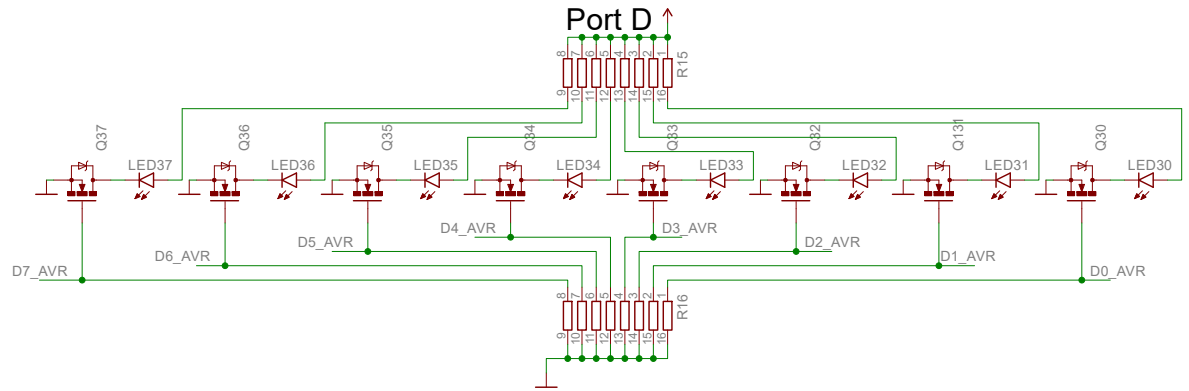 Port D
8 7 6 5 4 3 2 1
R15
9 10 11 12 13 14 15 16
Q37 Q36 Q35 Q34 Q33 Q32 Q131 Q30
LED37 LED36 LED35 LED34 LED33 LED32 LED31 LED30
D4_AVR D3_AVR
D5_AVR D2_AVR
D6_AVR D1_AVR
D7_AVR D0_AVR
8 7 6 5 4 3 2 1
R16
9 10 11 12 13 14 15 16